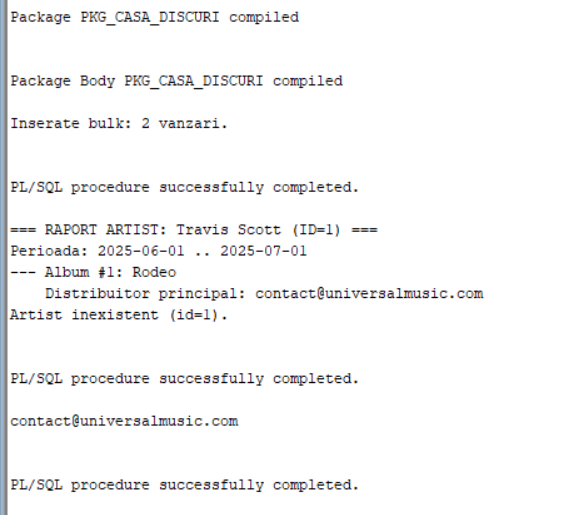 Package PKG_CASA_DISCURI compiled
Package Body PKG_CASA_DISCURI compiled
Inserate bulk: 2 vanzari.
PL/SQL procedure successfully completed.
=== RAPORT ARTIST: Travis Scott (ID=1) ===
Perioada: 2025-06-01 .. 2025-07-01
--- Album #1: Rodeo
    Distribuitor principal: contact@universalmusic.com
Artist inexistent (id=1).
PL/SQL procedure successfully completed.
contact@universalmusic.com
PL/SQL procedure successfully completed.